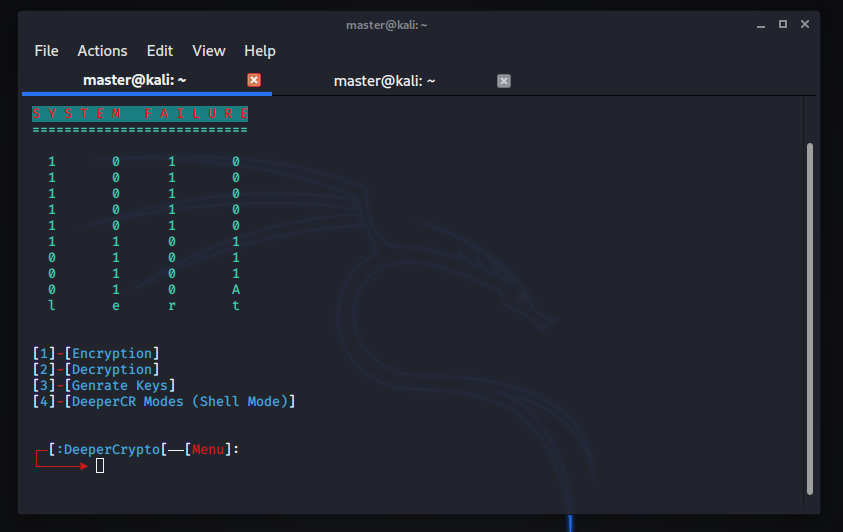 master@kali: ~
File Actions Edit View Help
master@kali: ~ master@kali: ~
S Y S T E M F A I L U R E
===========================
1 0 1 0
1 0 1 0
1 0 1 0
1 0 1 0
1 0 1 0
1 1 0 1
0 1 0 1
0 1 0 1
0 1 0 A
l e r t
[1]-[Encryption]
[2]-[Decryption]
[3]-[Genrate Keys]
[4]-[DeeperCR Modes (Shell Mode)]
[:DeeperCrypto[——[Menu]: